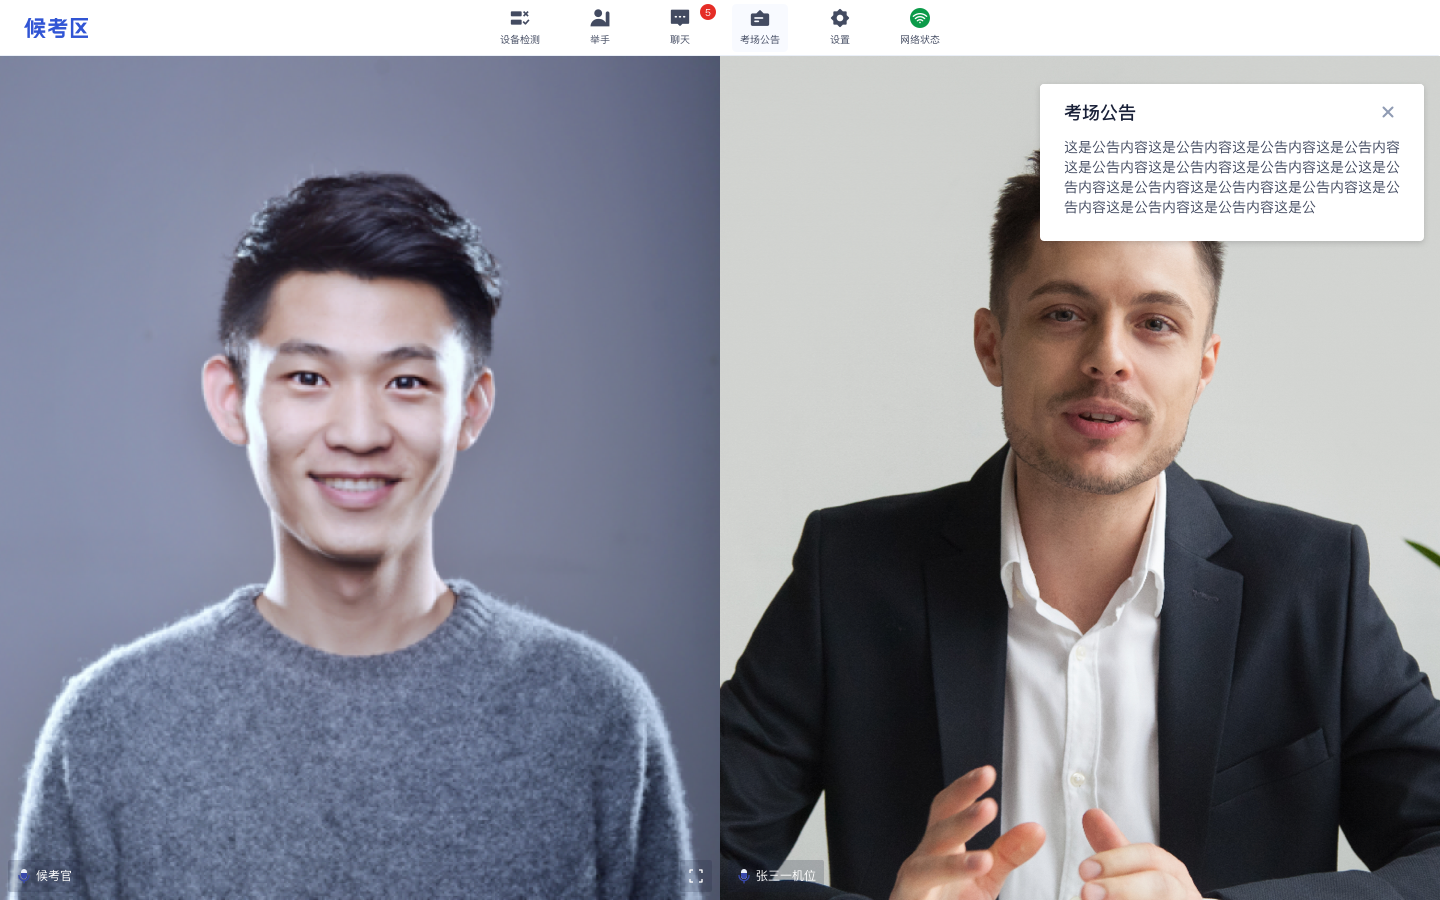 候考区
设备检测
举手
聊天
5
考场公告
设置
网络状态
考场公告
这是公告内容这是公告内容这是公告内容这是公告内容
这是公告内容这是公告内容这是公告内容这是公这是公
告内容这是公告内容这是公告内容这是公告内容这是公
告内容这是公告内容这是公告内容这是公
候考官
张三一机位